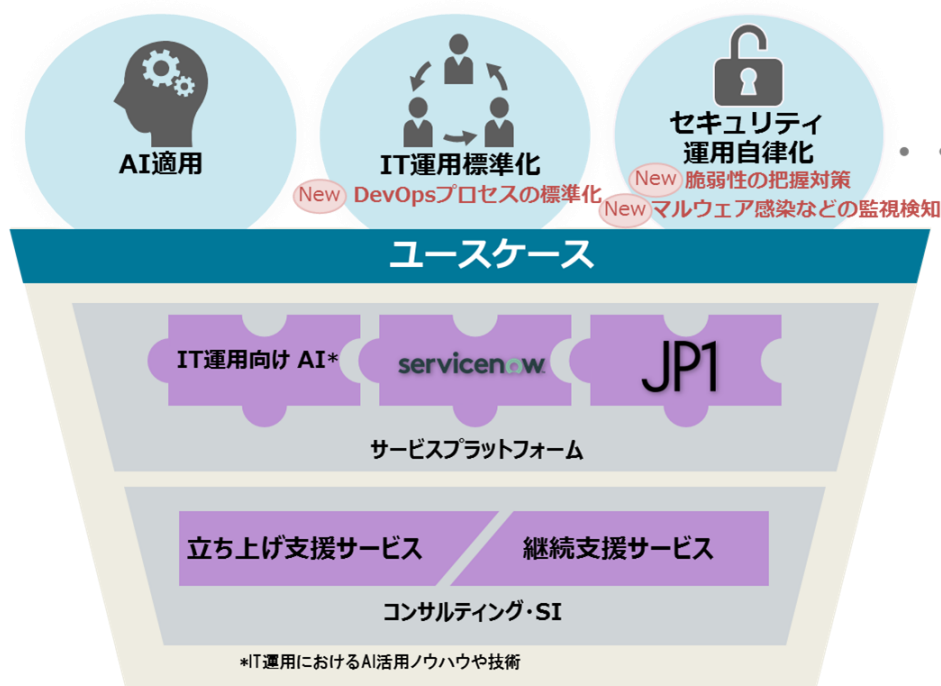 AI適用
IT運用標準化
New DevOpsプロセスの標準化
セキュリティ
運用自律化
New 脆弱性の把握対策
New マルウェア感染などの監視検知
ユースケース
IT運用向け AI*
servicenow
JP1
サービスプラットフォーム
立ち上げ支援サービス
継続支援サービス
コンサルティング・SI
*IT運用におけるAI活用ノウハウや技術